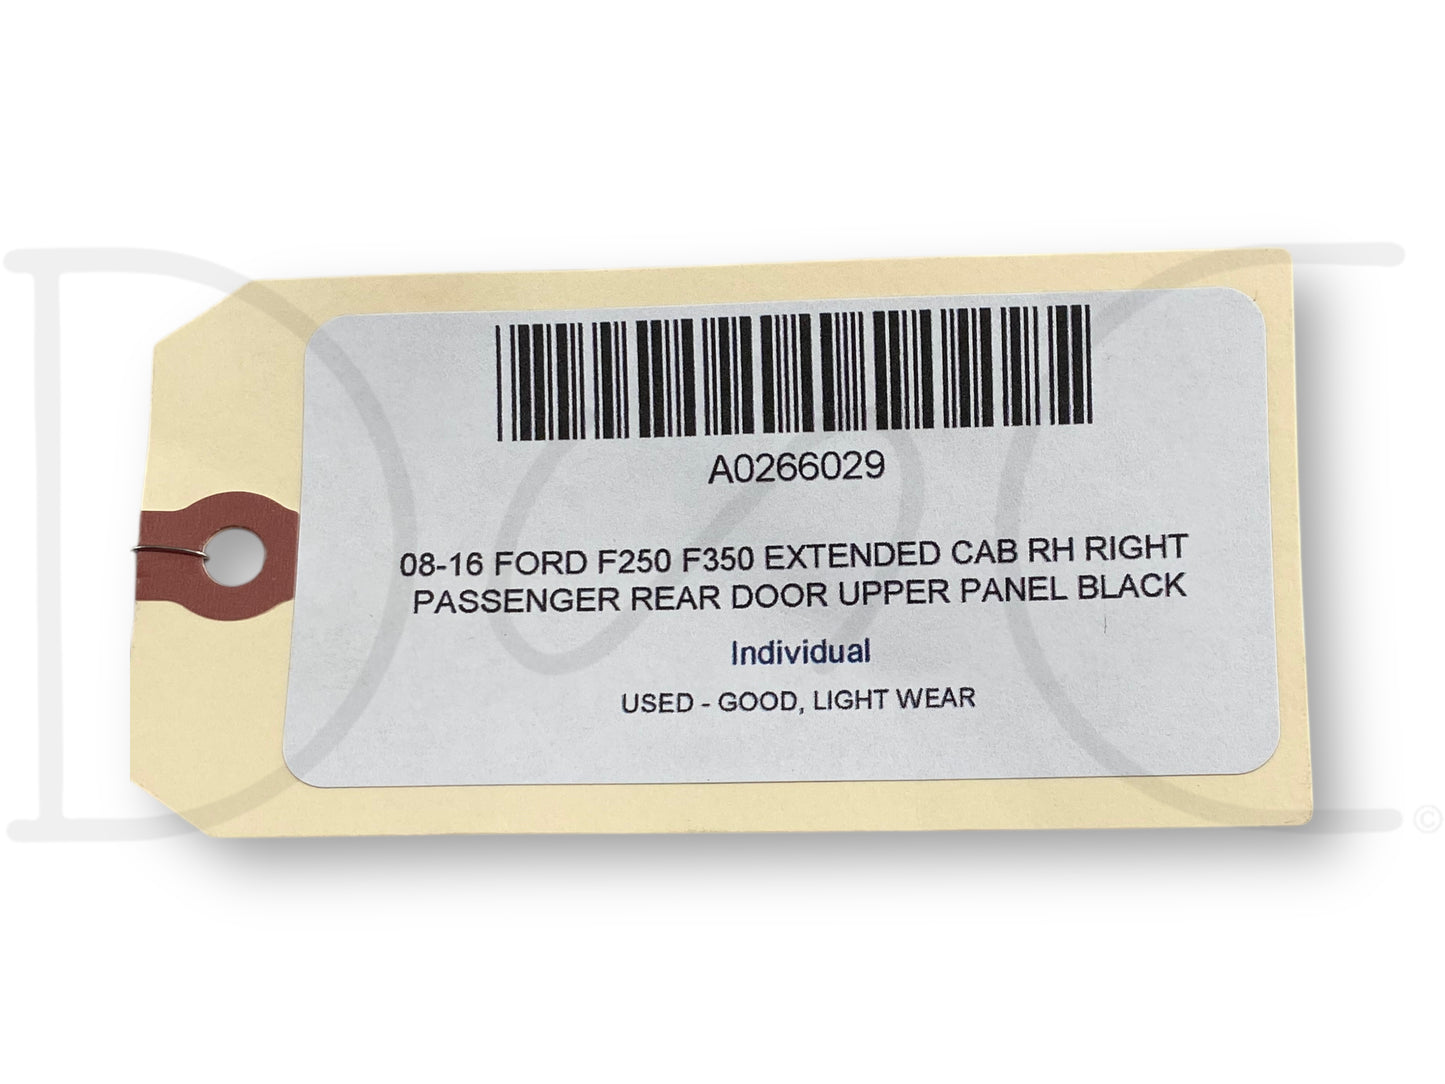 A0266029
08-16 FORD F250 F350 EXTENDED CAB RH RIGHT
PASSENGER REAR DOOR UPPER PANEL BLACK
Individual
USED - GOOD, LIGHT WEAR
©